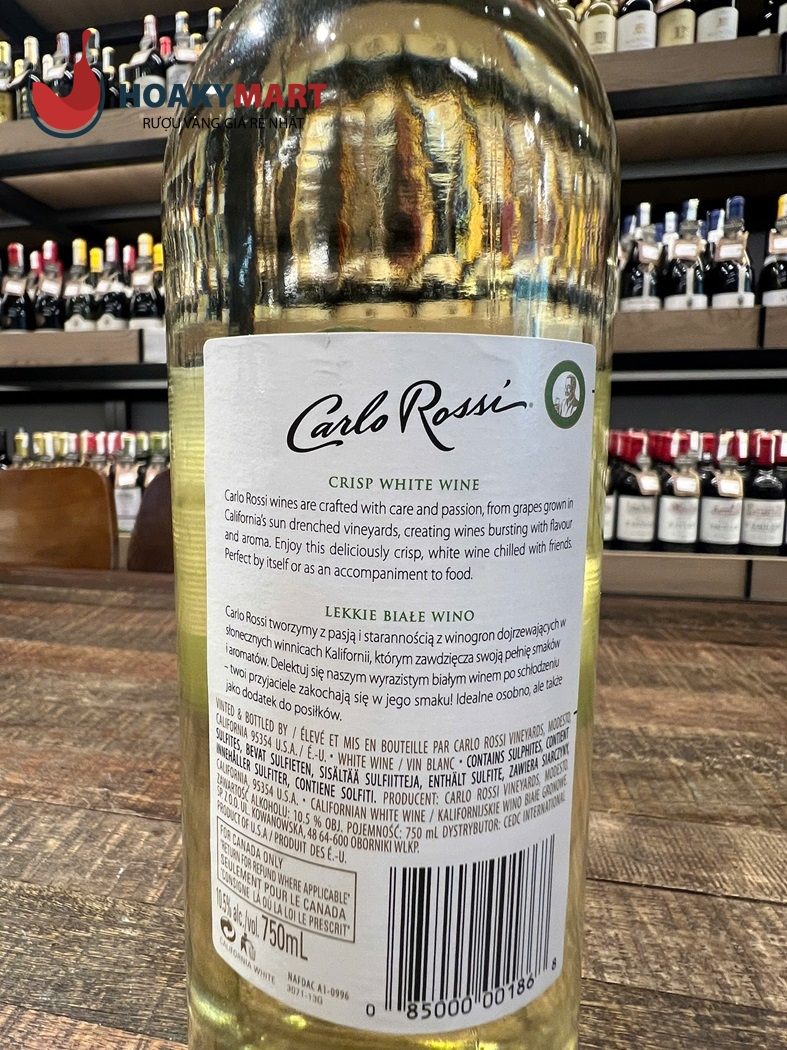 HOAKYMART
RƯỢU VANG GIÁ RẺ NHẤT
Carlo Rossi
CRISP WHITE WINE
Carlo Rossi wines are crafted with care and passion, from grapes grown in
California's sun drenched vineyards, creating wines bursting with flavour
and aroma. Enjoy this deliciously crisp, white wine chilled with friends.
Perfect by itself or as an accompaniment to food.
LEKKIE BIAŁE WINO
Carlo Rossi tworzymy z pasją i starannością z winogron dojrzewających w
słonecznych winnicach Kalifornii, którym zawdzięcza swoją pełnię smaków
i aromatów. Delektuj się naszym wyrazistym białym winem po schłodzeniu
– twoi przyjaciele zakochają się w jego smaku! Idealne osobno, ale także
jako dodatek do posiłków.
VINTED & BOTTLED BY / ÉLEVÉ ET MIS EN BOUTEILLE PAR CARLO ROSSI VINEYARDS, MODESTO,
CALIFORNIA 95354 U.S.A. / É.-U. • WHITE WINE / VIN BLANC • CONTAINS SULPHITES, CONTIENT
SULFITES, BEVAT SULFIETEN, SISÄLTÄÄ SULFIITTEJA, ENTHÄLT SULFITE, ZAWIERA SIARCZYNY,
INNEHÅLLER SULFITER, CONTIENE SOLFITI. PRODUCENT: CARLO ROSSI VINEYARDS, MODESTO,
CALIFORNIA, 95354 U.S.A. • CALIFORNIAN WHITE WINE / KALIFORNIJSKIE WINO BIAŁE GRONOWE.
ZAWARTOŚĆ ALKOHOLU: 10.5 % OBJ. POJEMNOŚĆ: 750 mL DYSTRYBUTOR: CEDC INTERNATIONAL
SP Z O.O. UL. KOWANOWSKA, 48 64-600 OBORNIKI WLKP.
PRODUCT OF U.S.A / PRODUIT DES É.-U.
FOR CANADA ONLY
"RETURN FOR REFUND WHERE APPLICABLE"
SEULEMENT POUR LE CANADA
"CONSIGNE LÀ OÙ LA LOI LE PRESCRIT"
10.5% alc./vol. 750mL
CALIFORNIA WHITE
NAFDAC A1-0996
3071-13G
0 85000 00186 8